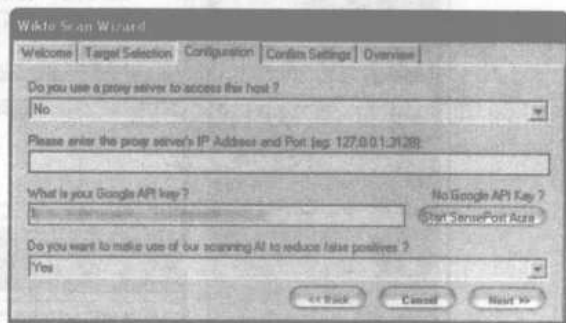 Wikto Scan Wizard
Welcome Target Selection Configuration Confirm Settings Overview
Do you use a proxy server to access this host ?
No
Please enter the proxy server's IP Address and Port (eg: 127.0.0.1:3128):
What is your Google API key ? No Google API Key ?
Start SensePost Aura
Do you want to make use of our scanning AI to reduce false positives ?
Yes
<< Back Cancel Next >>